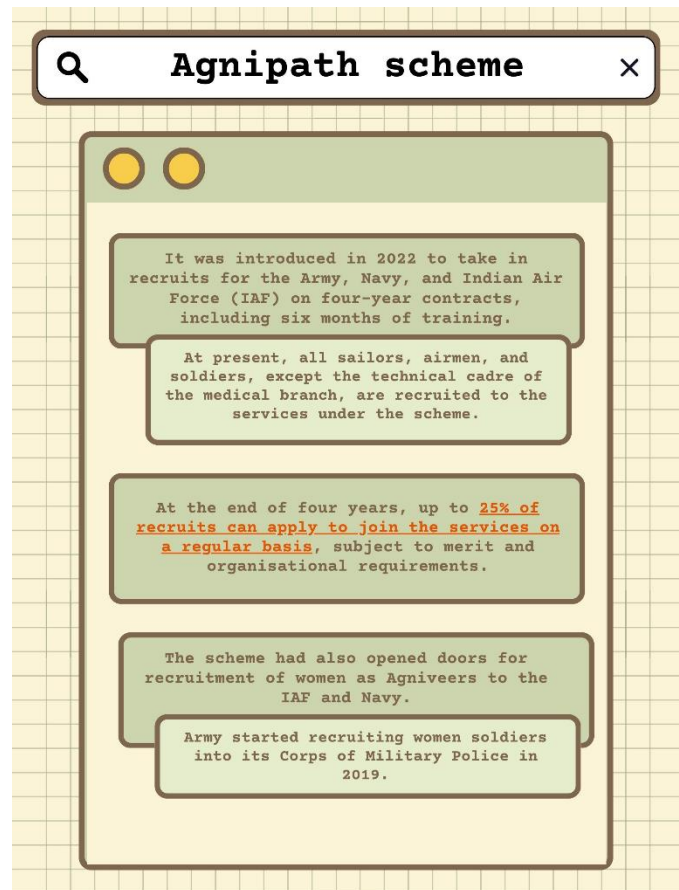 Agnipath scheme
It was introduced in 2022 to take in
recruits for the Army, Navy, and Indian Air
Force (IAF) on four-year contracts,
including six months of training.
At present, all sailors, airmen, and
soldiers, except the technical cadre of
the medical branch, are recruited to the
services under the scheme.
At the end of four years, up to 25% of
recruits can apply to join the services on
a regular basis, subject to merit and
organisational requirements.
The scheme had also opened doors for
recruitment of women as Agniveers to the
IAF and Navy.
Army started recruiting women soldiers
into its Corps of Military Police in
2019.